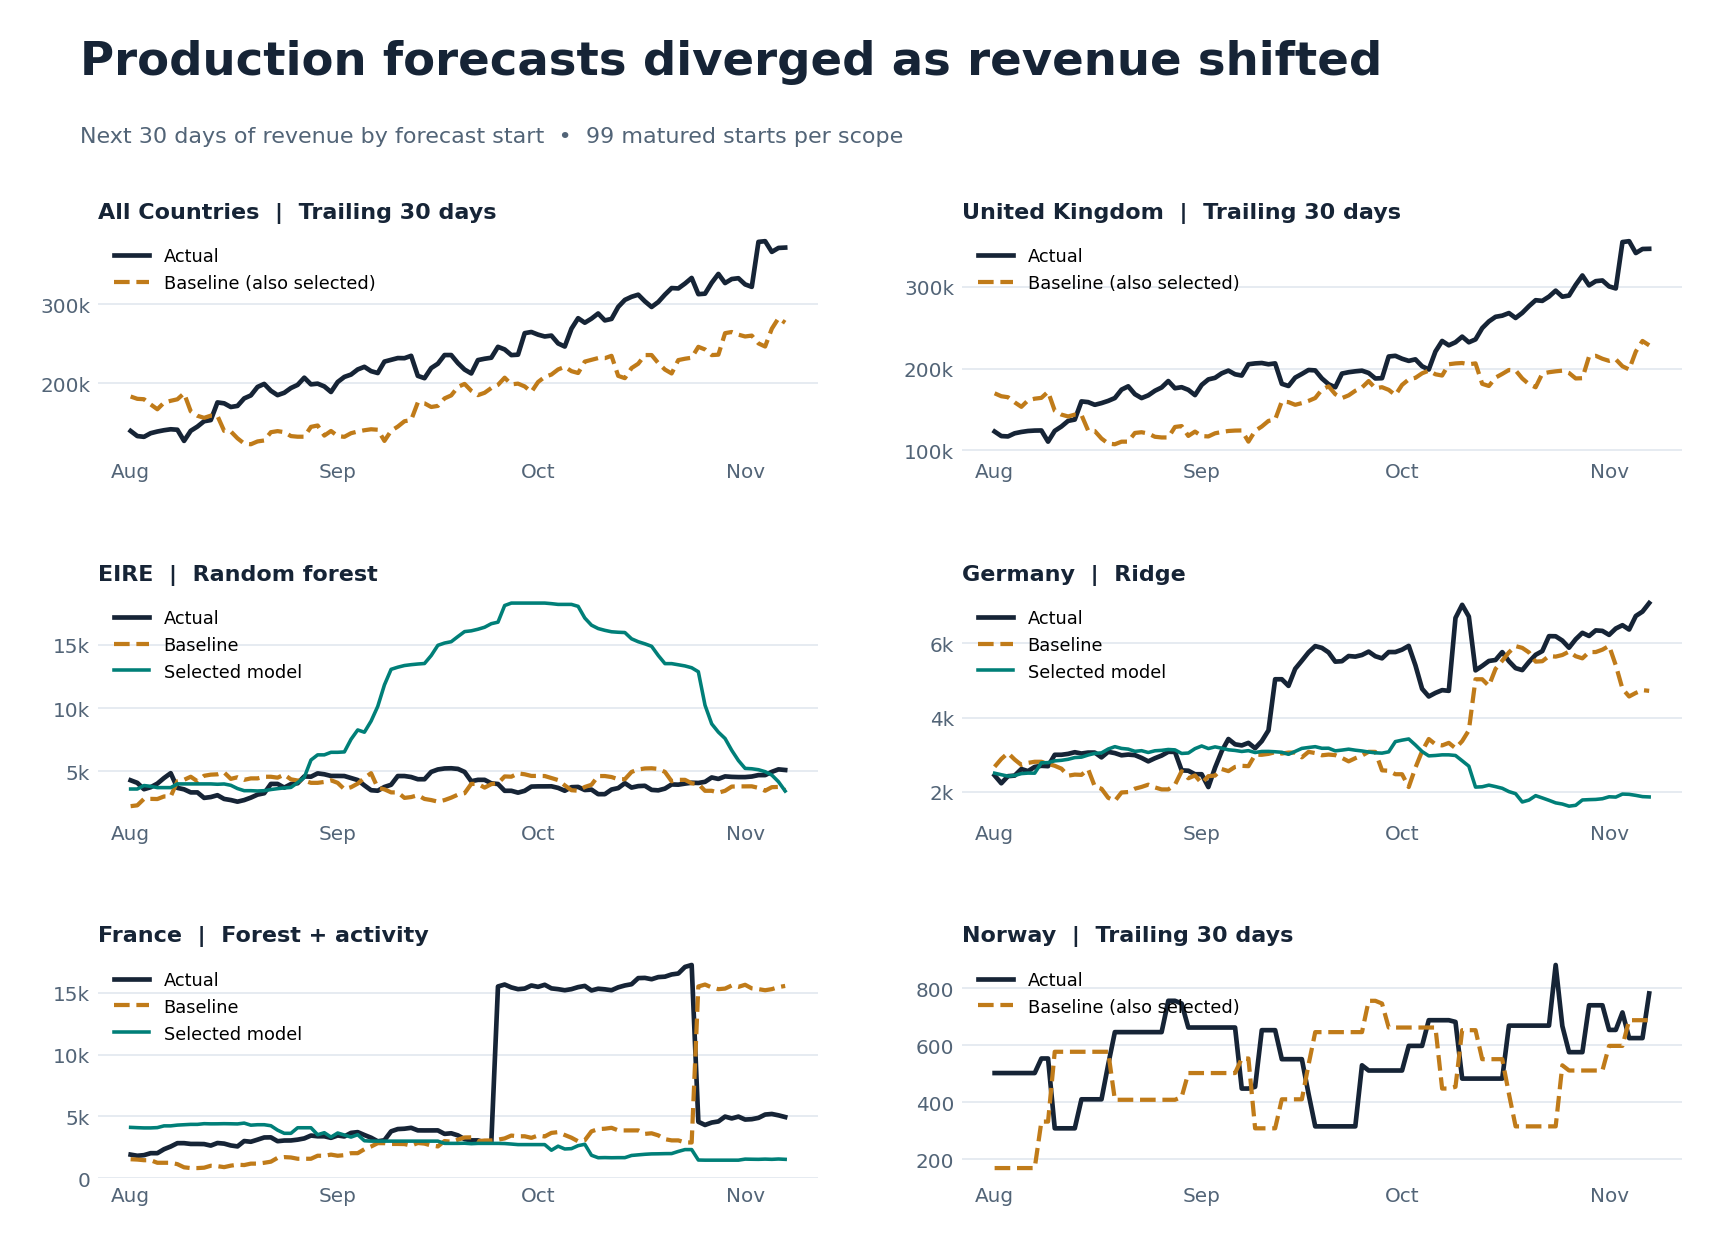 Production forecasts diverged as revenue shifted
Next 30 days of revenue by forecast start • 99 matured starts per scope
All Countries | Trailing 30 days
Actual
Baseline (also selected)
300k
200k
Aug Sep Oct Nov
United Kingdom | Trailing 30 days
Actual
Baseline (also selected)
300k
200k
100k
Aug Sep Oct Nov
EIRE | Random forest
Actual
Baseline
Selected model
15k
10k
5k
Aug Sep Oct Nov
Germany | Ridge
Actual
Baseline
Selected model
6k
4k
2k
Aug Sep Oct Nov
France | Forest + activity
Actual
Baseline
Selected model
15k
10k
5k
0
Aug Sep Oct Nov
Norway | Trailing 30 days
Actual
Baseline (also selected)
800
600
400
200
Aug Sep Oct Nov